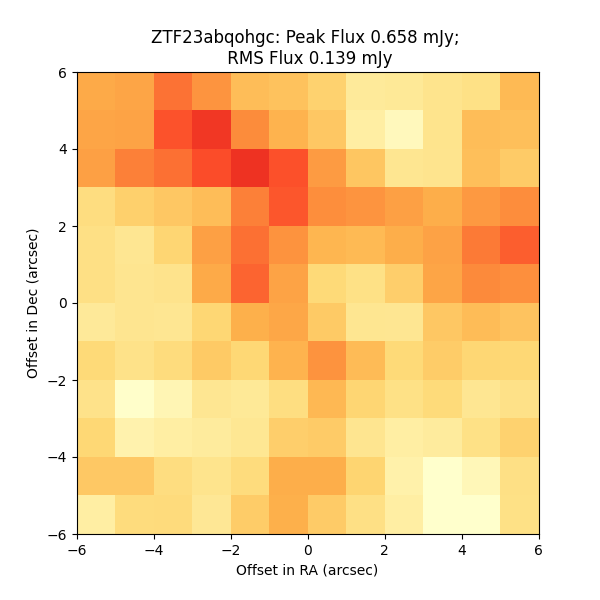 ZTF23abqohgc: Peak Flux 0.658 mJy;
RMS Flux 0.139 mJy
6
4
2
0
−2
−4
−6
Offset in Dec (arcsec)
−6 −4 −2 0 2 4 6
Offset in RA (arcsec)